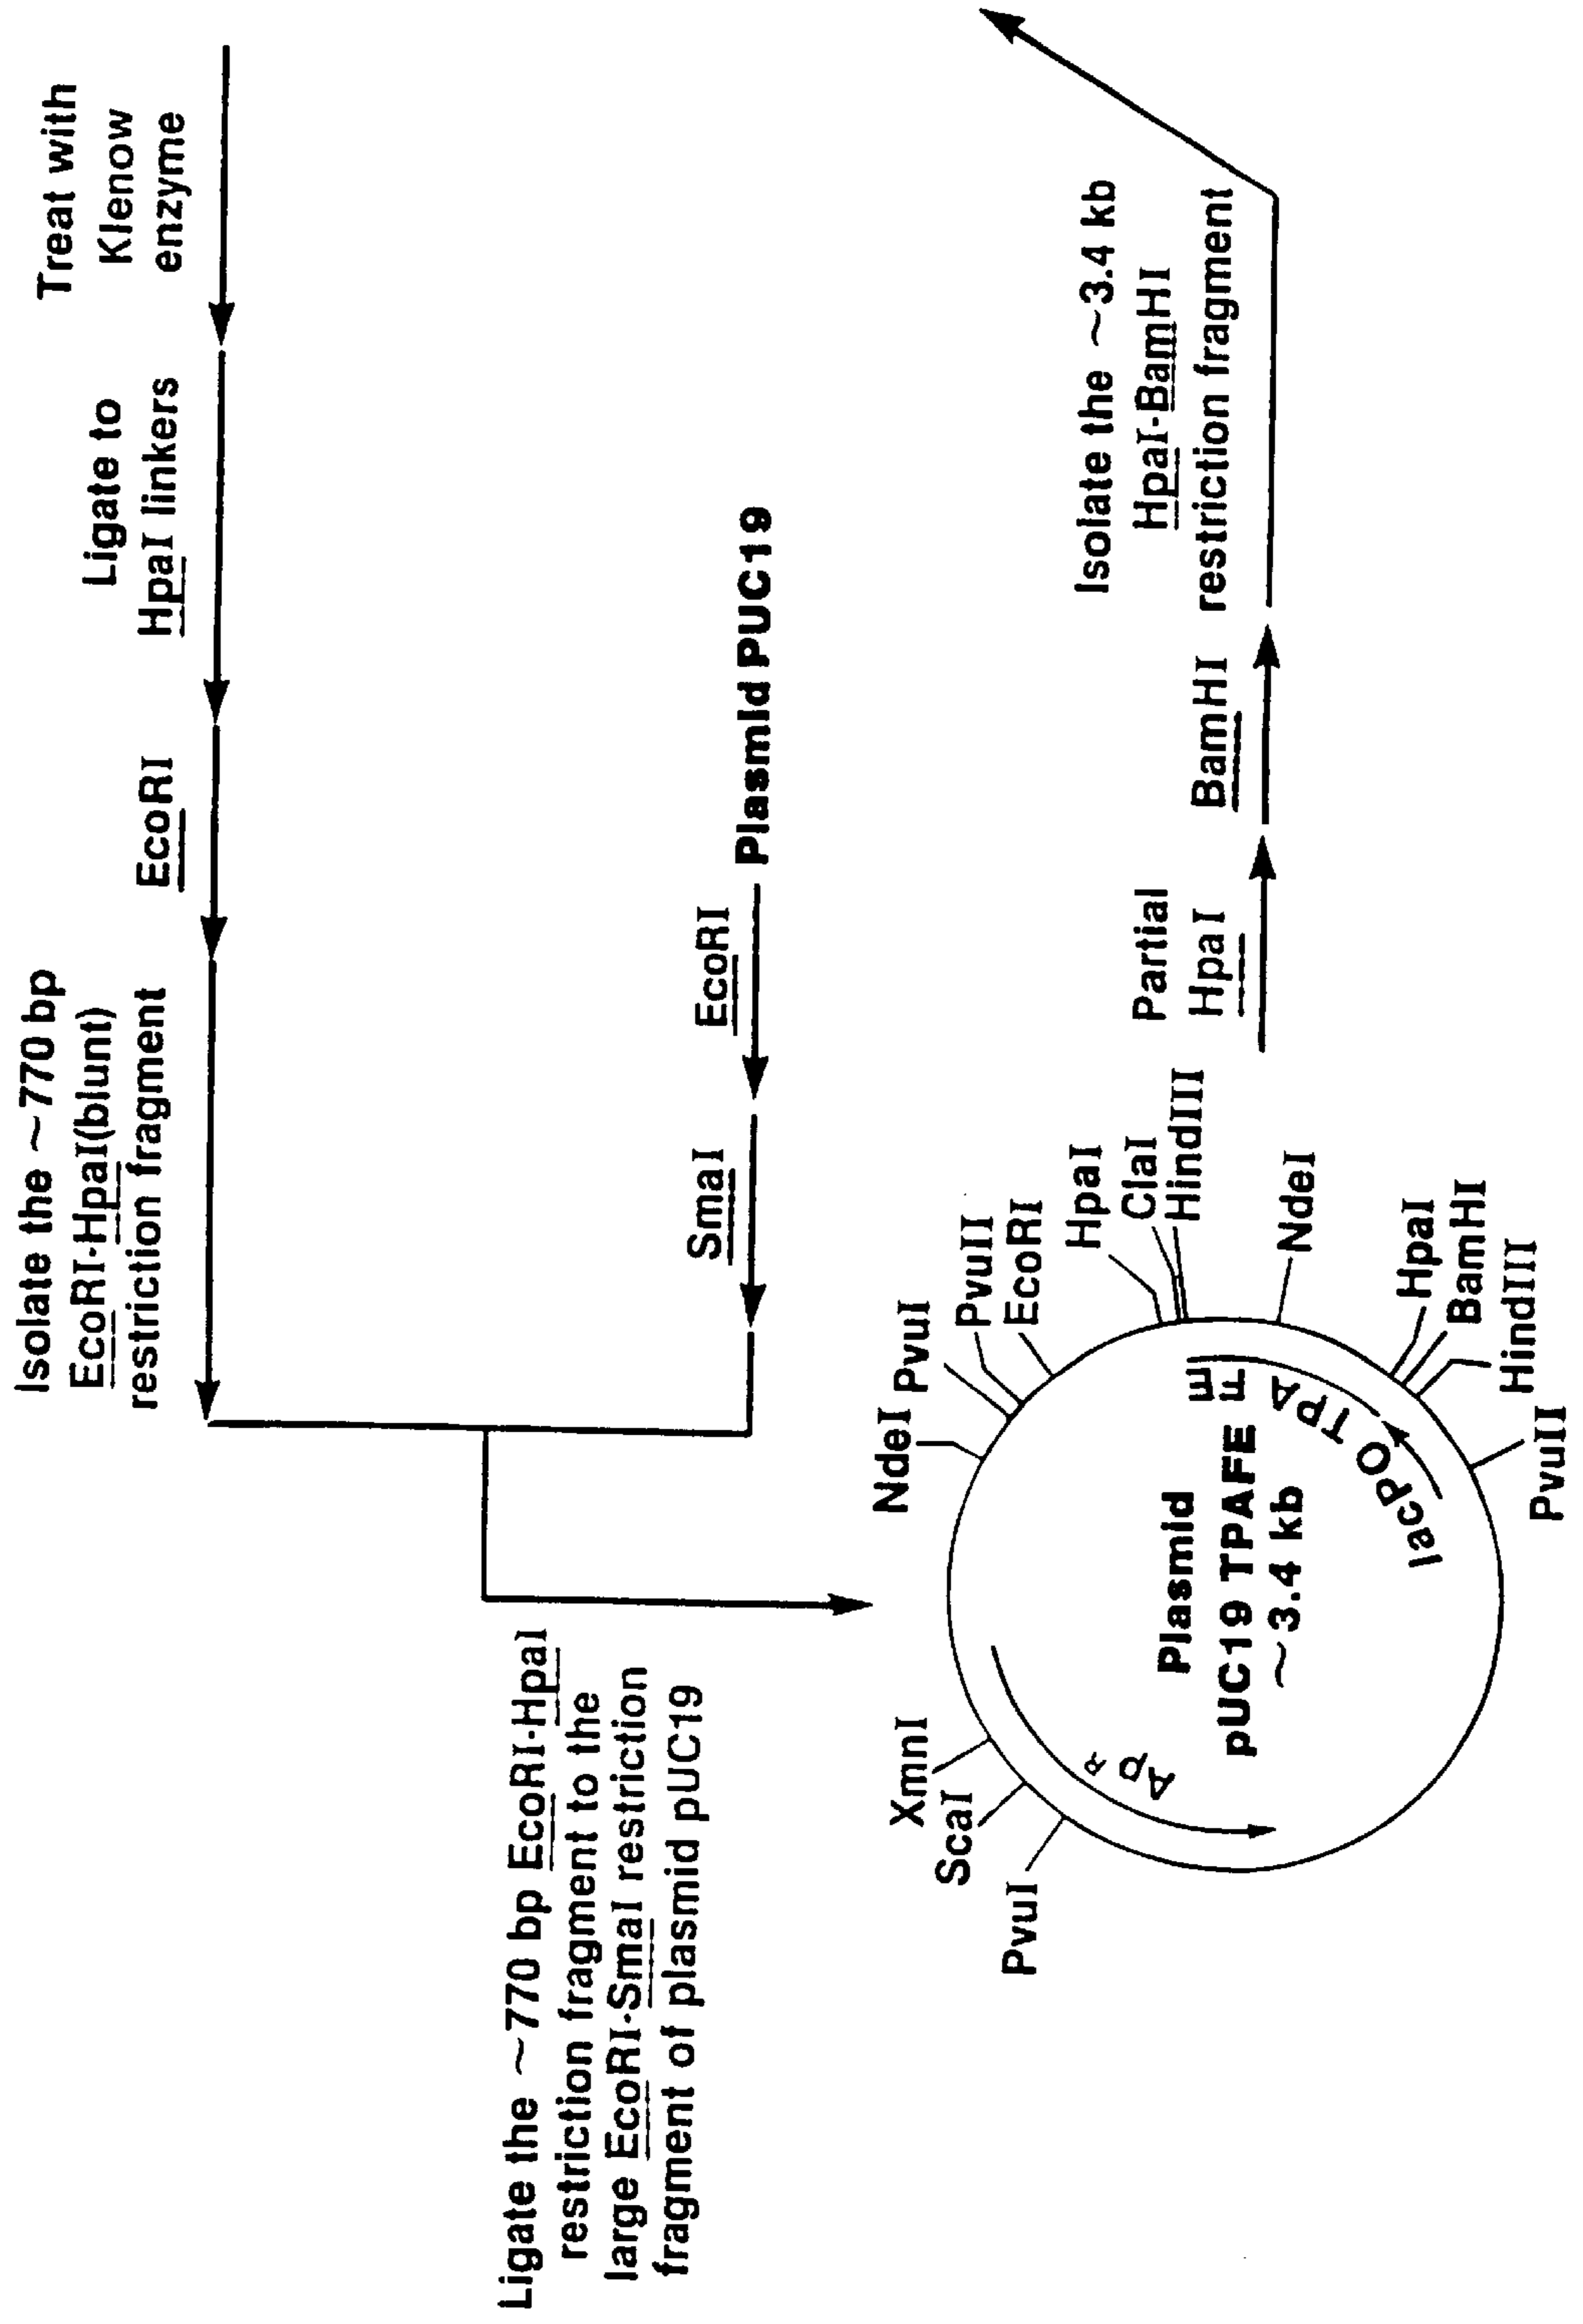 Isolate the ~770 bp
EcoRI-HpaI(blunt)
restriction fragment
EcoRI
Ligate to
HpaI linkers
Treat with
Klenow
enzyme
Ligate the ~770 bp EcoRI-HpaI
restriction fragment to the
large EcoRI-SmaI restriction
fragment of plasmid pUC19
SmaI
EcoRI
Plasmid PUC19
XmnI
ScaI
PvuI
NdeI
PvuI
PvuII
EcoRI
HpaI
ClaI
HindIII
NdeI
HpaI
BamHI
HindIII
PvuII
Ap R
Plasmid
pUC19 TPAFE
~3.4 kb
FE
TPA
lacPO
Partial
HpaI
BamHI
Isolate the ~3.4 kb
HpaI-BamHI
restriction fragment